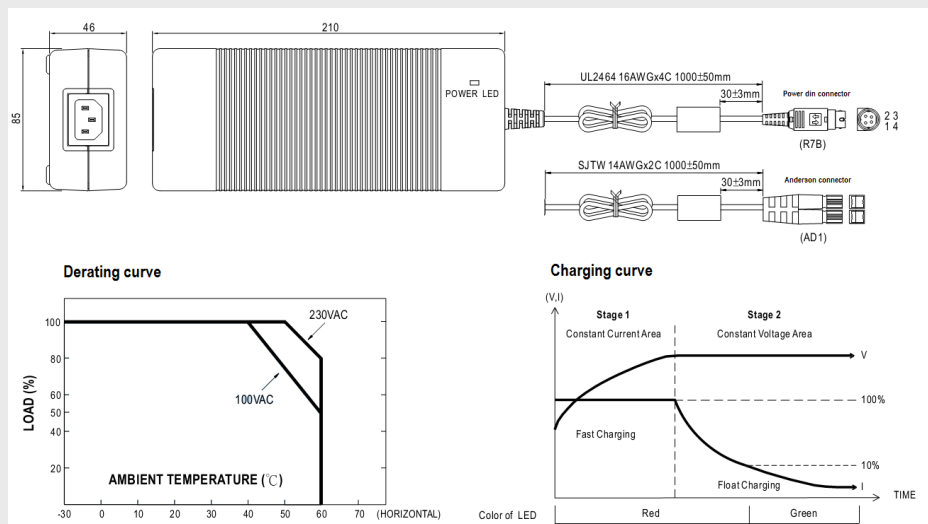 46
210
85
POWER LED
UL2464 16AWGx4C 1000±50mm
30±3mm
Power din connector
2 3
1 4
(R7B)
SJTW 14AWGx2C 1000±50mm
30±3mm
Anderson connector
(AD1)
Derating curve
LOAD (%)
100
80
60
50
40
20
230VAC
100VAC
AMBIENT TEMPERATURE (℃)
-30 0 10 20 30 40 50 60 70 (HORIZONTAL)
Charging curve
(V,I)
Stage 1
Constant Current Area
Stage 2
Constant Voltage Area
V
100%
Fast Charging
10%
Float Charging
I
TIME
Color of LED
Red
Green